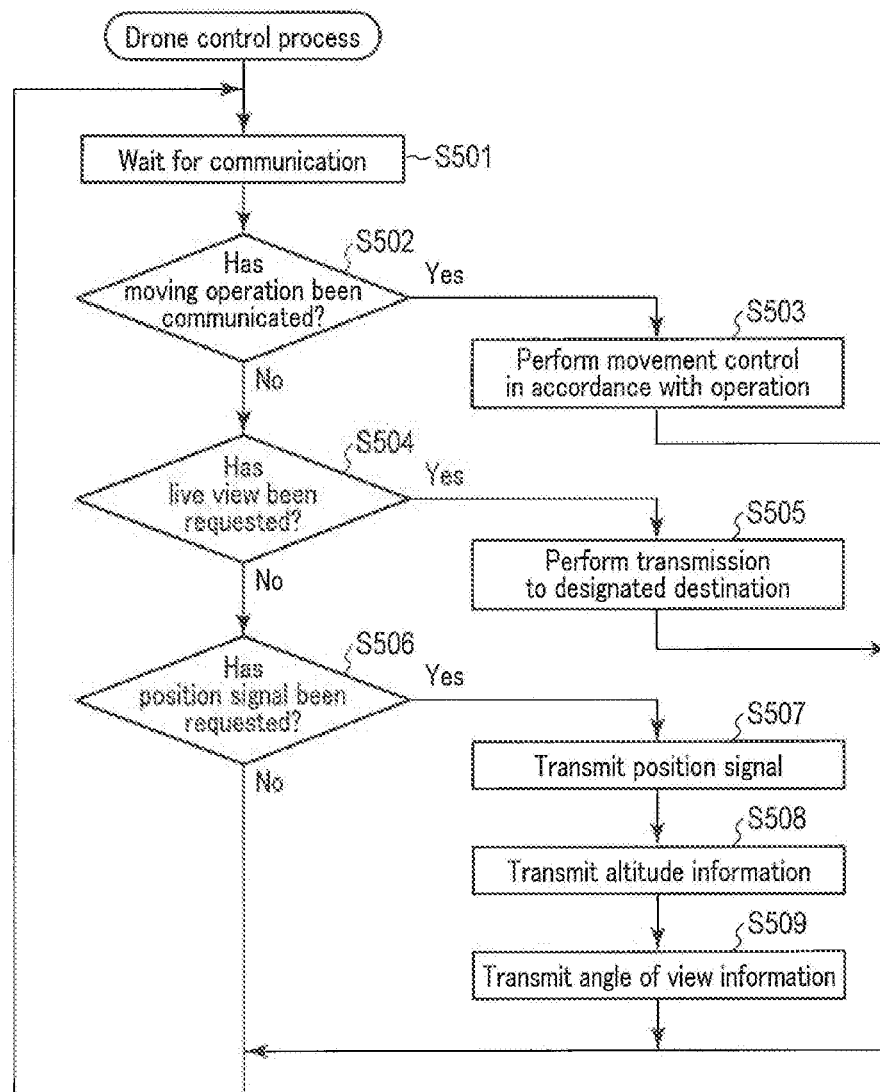 Drone control process
Wait for communication
S501
S502
Has
moving operation been
communicated?
Yes
No
S503
Perform movement control
in accordance with operation
S504
Has
live view been
requested?
Yes
No
S505
Perform transmission
to designated destination
S506
Has
position signal been
requested?
Yes
No
S507
Transmit position signal
S508
Transmit altitude information
S509
Transmit angle of view information